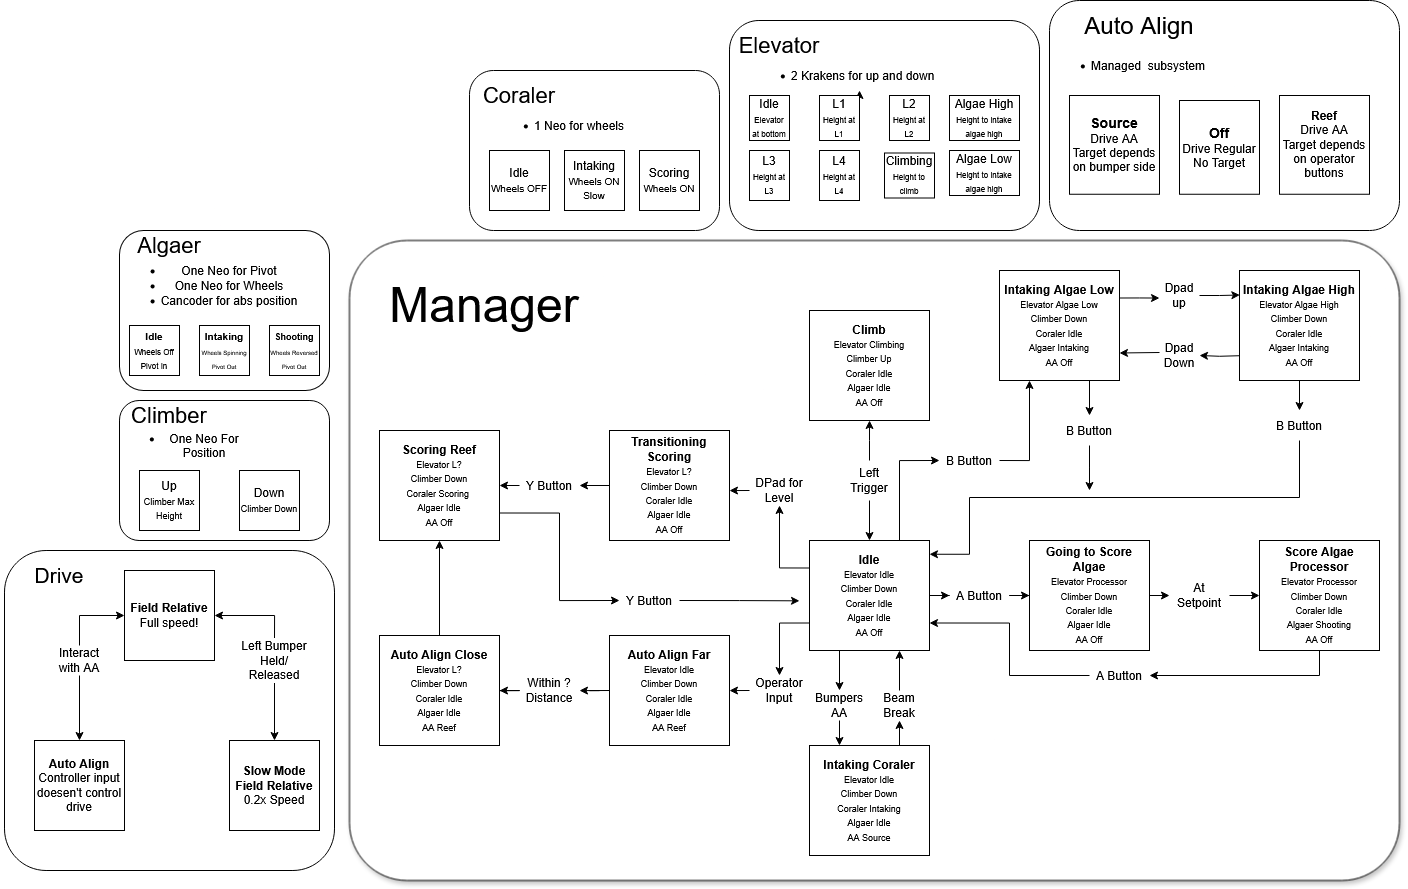 Auto Align
• Managed subsystem
Source
Drive AA
Target depends
on bumper side
Off
Drive Regular
No Target
Reef
Drive AA
Target depends
on operator
buttons
Elevator
• 2 Krakens for up and down
Idle
Elevator
at bottom
L1
Height at
L1
L2
Height at
L2
Algae High
Height to intake
algae high
L3
Height at
L3
L4
Height at
L4
Climbing
Height to
climb
Algae Low
Height to intake
algae high
Coraler
• 1 Neo for wheels
Idle
Wheels OFF
Intaking
Wheels ON
Slow
Scoring
Wheels ON
Algaer
• One Neo for Pivot
• One Neo for Wheels
• Cancoder for abs position
Idle
Wheels Off
Pivot in
Intaking
Wheels Spinning
Pivot Out
Shooting
Wheels Reversed
Pivot Out
Climber
• One Neo For
Position
Up
Climber Max
Height
Down
Climber Down
Drive
Field Relative
Full speed!
Interact
with AA
Left Bumper
Held/
Released
Auto Align
Controller input
doesen't control
drive
Slow Mode
Field Relative
0.2x Speed
Manager
Climb
Elevator Climbing
Climber Up
Coraler Idle
Algaer Idle
AA Off
Intaking Algae Low
Elevator Algae Low
Climber Down
Coraler Idle
Algaer Intaking
AA Off
Dpad
up
Dpad
Down
Intaking Algae High
Elevator Algae High
Climber Down
Coraler Idle
Algaer Intaking
AA Off
B Button
B Button
B Button
Left
Trigger
Scoring Reef
Elevator L?
Climber Down
Coraler Scoring
Algaer Idle
AA Off
Y Button
Transitioning
Scoring
Elevator L?
Climber Down
Coraler Idle
Algaer Idle
AA Off
DPad for
Level
Idle
Elevator Idle
Climber Down
Coraler Idle
Algaer Idle
AA Off
A Button
Going to Score
Algae
Elevator Processor
Climber Down
Coraler Idle
Algaer Idle
AA Off
At
Setpoint
Score Algae
Processor
Elevator Processor
Climber Down
Coraler Idle
Algaer Shooting
AA Off
Y Button
A Button
Auto Align Close
Elevator L?
Climber Down
Coraler Idle
Algaer Idle
AA Reef
Within ?
Distance
Auto Align Far
Elevator Idle
Climber Down
Coraler Idle
Algaer Idle
AA Reef
Operator
Input
Bumpers
AA
Beam
Break
Intaking Coraler
Elevator Idle
Climber Down
Coraler Intaking
Algaer Idle
AA Source